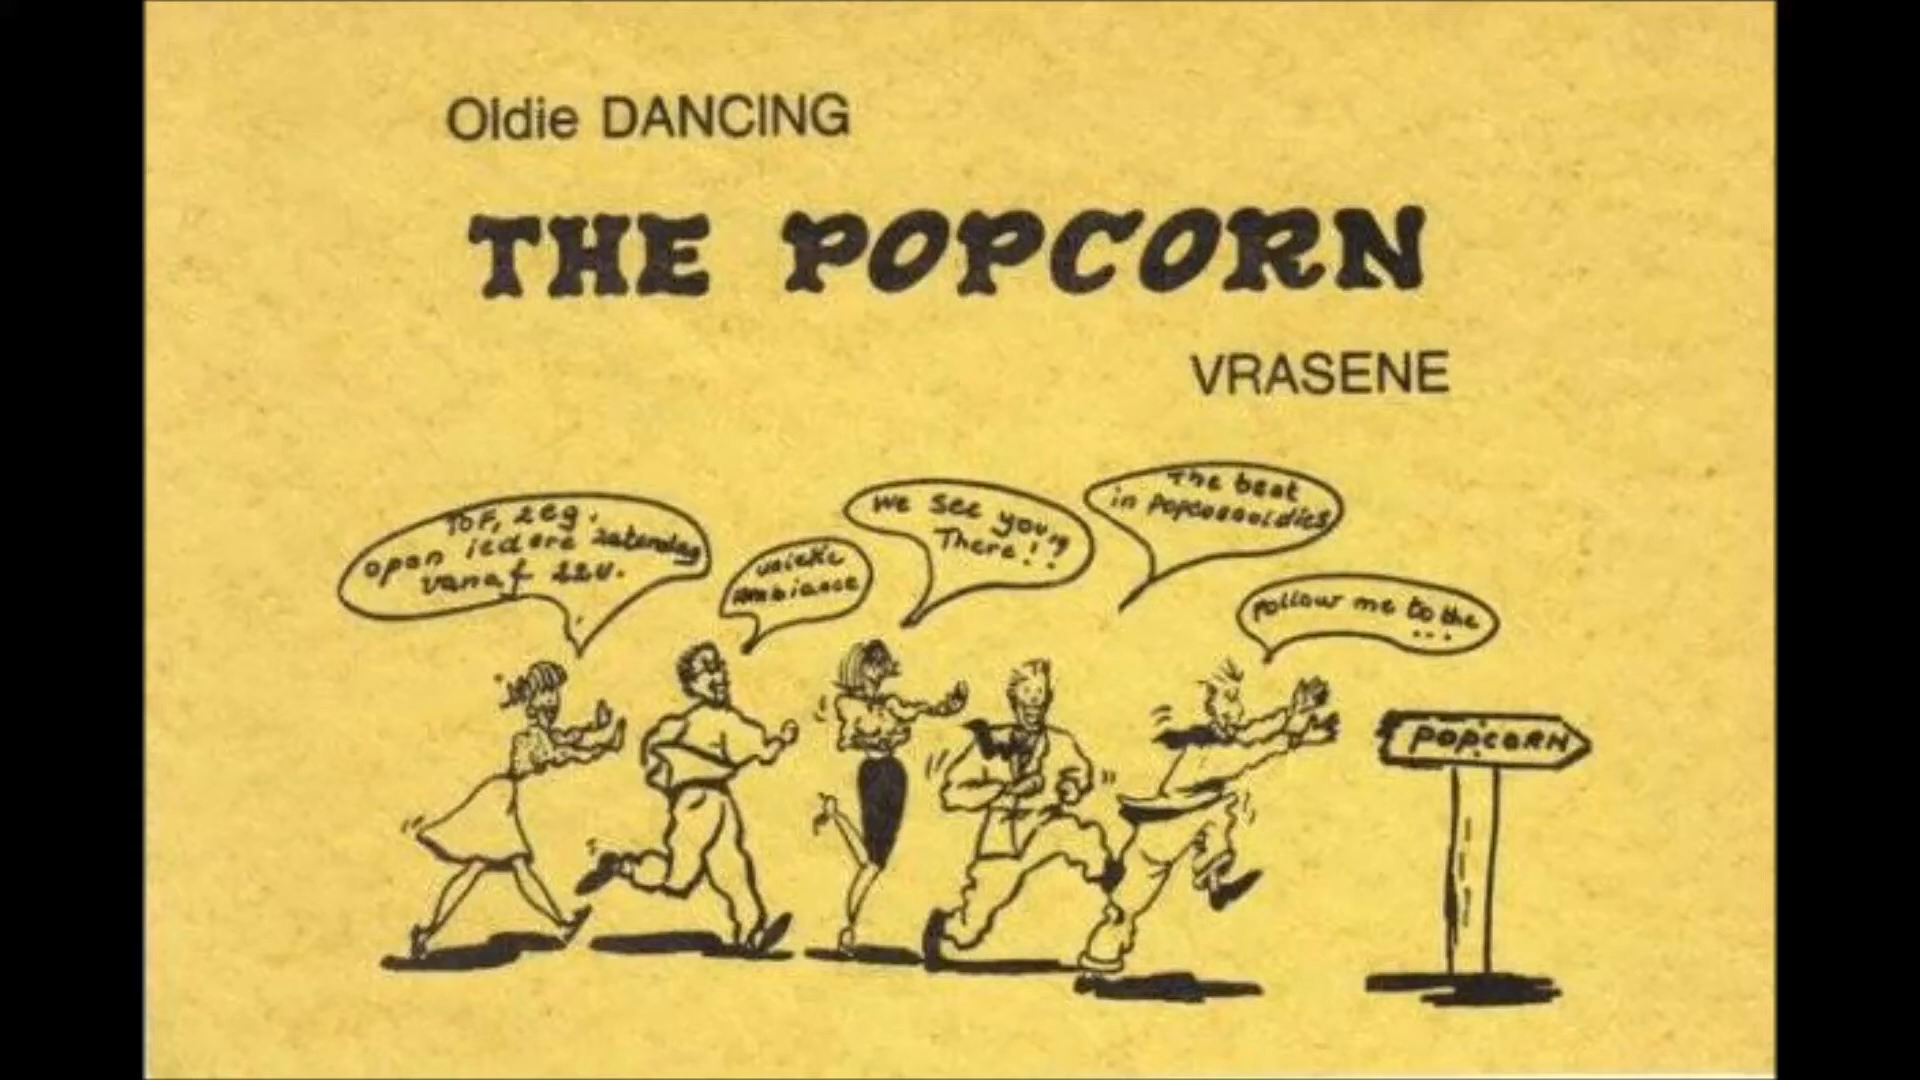 Oldie DANCING
THE POPCORN
VRASENE
TOF, zeg.
open iedere zaterdag
vanaf 22u.
unieke
ambiance
We see you
There!!
The best
in popcornoldies
Follow me to the
...
POPCORN